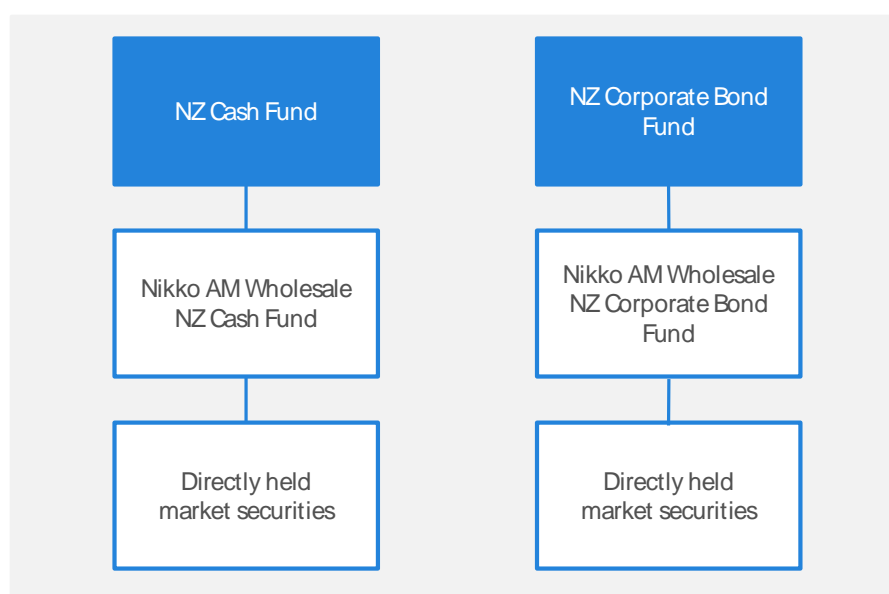 NZ Cash Fund
Nikko AM Wholesale
NZ Cash Fund
Directly held
market securities
NZ Corporate Bond
Fund
Nikko AM Wholesale
NZ Corporate Bond
Fund
Directly held
market securities